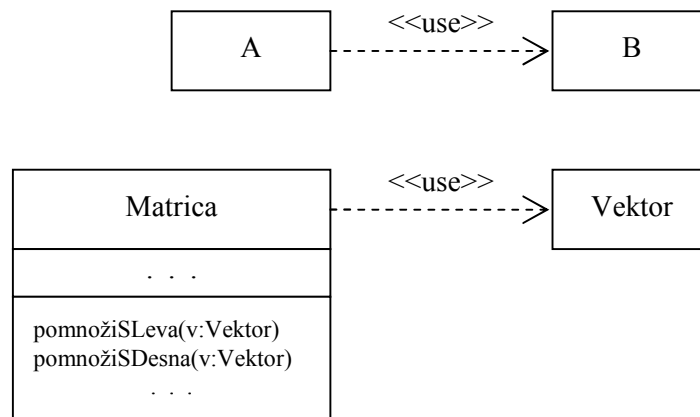 <<use>>
A
B
<<use>>
Matrica
Vektor
. . .
pomnožiSLeva(v:Vektor)
pomnožiSDesna(v:Vektor)
. . .